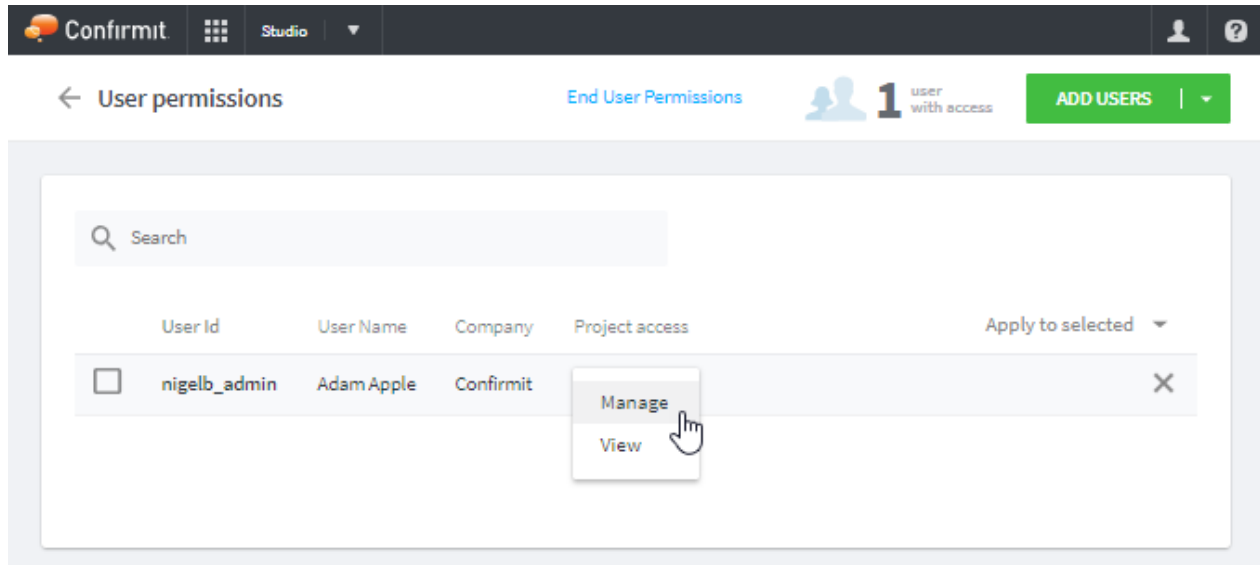 Confirmit. Studio
User permissions End User Permissions 1 user with access ADD USERS
Search
User Id User Name Company Project access Apply to selected
nigelb_admin Adam Apple Confirmit
Manage
View